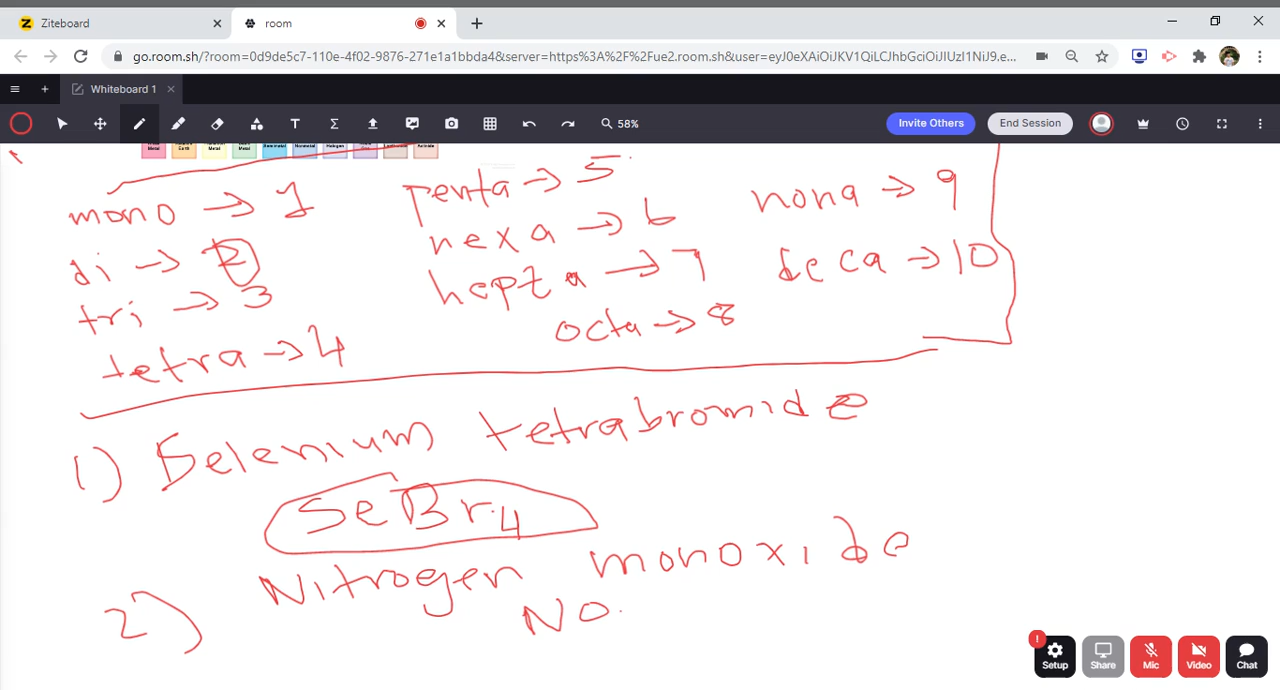 Ziteboard
room
go.room.sh/?room=0d9de5c7-110e-4f02-9876-271e1a1bbda4&server=https%3A%2F%2Fue2.room.sh&user=eyJ0eXAiOiJKV1QiLCJhbGciOiJIUzI1NiJ9.e...
Whiteboard 1
T Σ 58% Invite Others End Session
mono → 1 penta → 5 nona → 9
di → 2 hexa → 6 deca → 10
tri → 3 hepta → 7
tetra → 4 octa → 8
1) Selenium tetrabromide
SeBr4
2) Nitrogen monoxide
NO
Setup Share Mic Video Chat